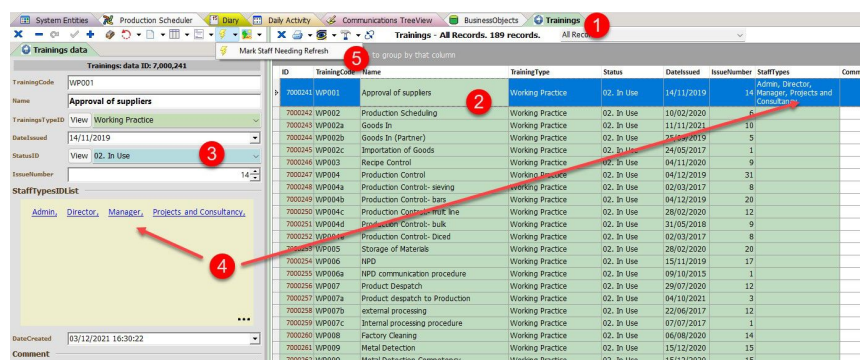 System Entities Production Scheduler Diary Daily Activity Communications TreeView BusinessObjects Trainings 1
Trainings - All Records. 189 records. All Reco
Trainings data Mark Staff Needing Refresh 5 to group by that column
Trainings: data ID: 7,000,241
ID TrainingCode Name TrainingType Status DateIssued IssueNumber StaffTypes Comm
TrainingCode WP001
Name Approval of suppliers
TrainingsTypeID View Working Practice
DateIssued 14/11/2019
StatusID View 02. In Use 3
IssueNumber 14
StaffTypesIDList
Admin, Director, Manager, Projects and Consultancy,
4
DateCreated 03/12/2021 16:30:22
Comment
7000241 WP001 Approval of suppliers 2 Working Practice 02. In Use 14/11/2019 14 Admin, Director, Manager, Projects and Consultancy
7000242 WP002 Production Scheduling Working Practice 02. In Use 10/02/2020 6
7000243 WP002a Goods In Working Practice 02. In Use 11/11/2021 10
7000244 WP002b Goods In (Partner) Working Practice 02. In Use 25/09/2019 5
7000245 WP002c Importation of Goods Working Practice 02. In Use 24/05/2017 1
7000246 WP003 Recipe Control Working Practice 02. In Use 04/11/2020 9
7000247 WP004 Production Control Working Practice 02. In Use 04/12/2019 31
7000248 WP004a Production Control:- sieving Working Practice 02. In Use 02/03/2017 8
7000249 WP004b Production Control:- bars Working Practice 02. In Use 04/12/2019 20
7000250 WP004c Production Control:- fruit line Working Practice 02. In Use 28/02/2020 12
7000251 WP004d Production Control:- bulk Working Practice 02. In Use 31/05/2018 9
7000252 WP004e Production Control:- Diced Working Practice 02. In Use 02/03/2017 8
7000253 WP005 Storage of Materials Working Practice 02. In Use 28/02/2020 20
7000254 WP006 NPD Working Practice 02. In Use 15/11/2019 17
7000255 WP006a NPD communication procedure Working Practice 02. In Use 09/10/2015 1
7000256 WP007 Product Despatch Working Practice 02. In Use 29/07/2020 12
7000257 WP007a Product despatch to Production Working Practice 02. In Use 04/10/2021 3
7000258 WP007b external processing Working Practice 02. In Use 22/06/2017 12
7000259 WP007c Internal processing procedure Working Practice 02. In Use 07/07/2017 1
7000260 WP008 Factory Cleaning Working Practice 02. In Use 06/08/2020 14
7000261 WP009 Metal Detection Working Practice 02. In Use 15/12/2020 15